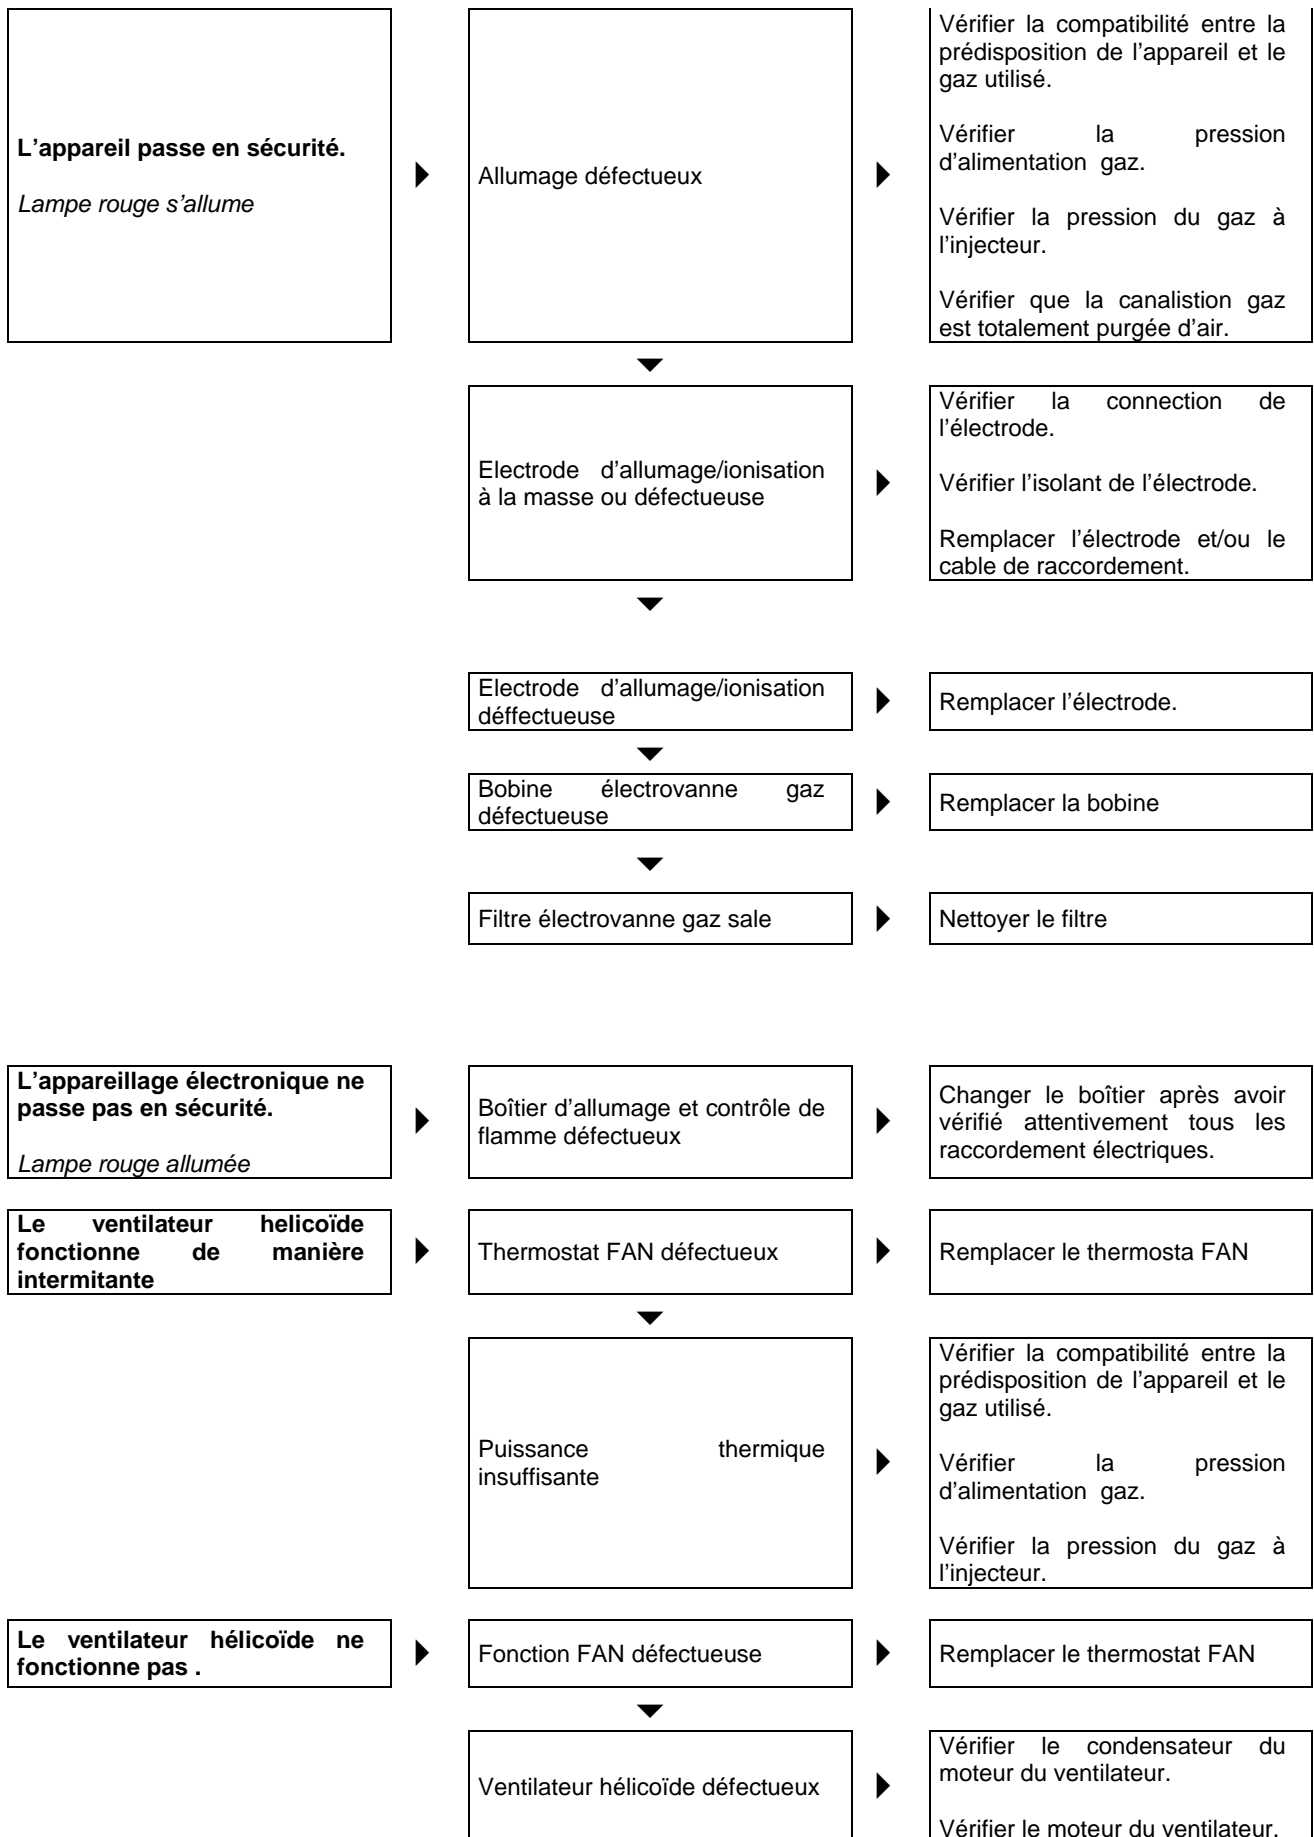 L’appareil passe en sécurité.
Lampe rouge s’allume
Allumage défectueux
Vérifier la compatibilité entre la
prédisposition de l’appareil et le
gaz utilisé.
Vérifier la pression
d’alimentation gaz.
Vérifier la pression du gaz à
l’injecteur.
Vérifier que la canalistion gaz
est totalement purgée d’air.
Electrode d’allumage/ionisation
à la masse ou défectueuse
Vérifier la connection de
l’électrode.
Vérifier l’isolant de l’électrode.
Remplacer l’électrode et/ou le
cable de raccordement.
Electrode d’allumage/ionisation
déffectueuse
Remplacer l’électrode.
Bobine électrovanne gaz
défectueuse
Remplacer la bobine
Filtre électrovanne gaz sale
Nettoyer le filtre
L’appareillage électronique ne
passe pas en sécurité.
Lampe rouge allumée
Boîtier d’allumage et contrôle de
flamme défectueux
Changer le boîtier après avoir
vérifié attentivement tous les
raccordement électriques.
Le ventilateur helicoïde
fonctionne de manière
intermitante
Thermostat FAN défectueux
Remplacer le thermosta FAN
Puissance thermique
insuffisante
Vérifier la compatibilité entre la
prédisposition de l’appareil et le
gaz utilisé.
Vérifier la pression
d’alimentation gaz.
Vérifier la pression du gaz à
l’injecteur.
Le ventilateur hélicoïde ne
fonctionne pas .
Fonction FAN défectueuse
Remplacer le thermostat FAN
Ventilateur hélicoïde défectueux
Vérifier le condensateur du
moteur du ventilateur.
Vérifier le moteur du ventilateur.